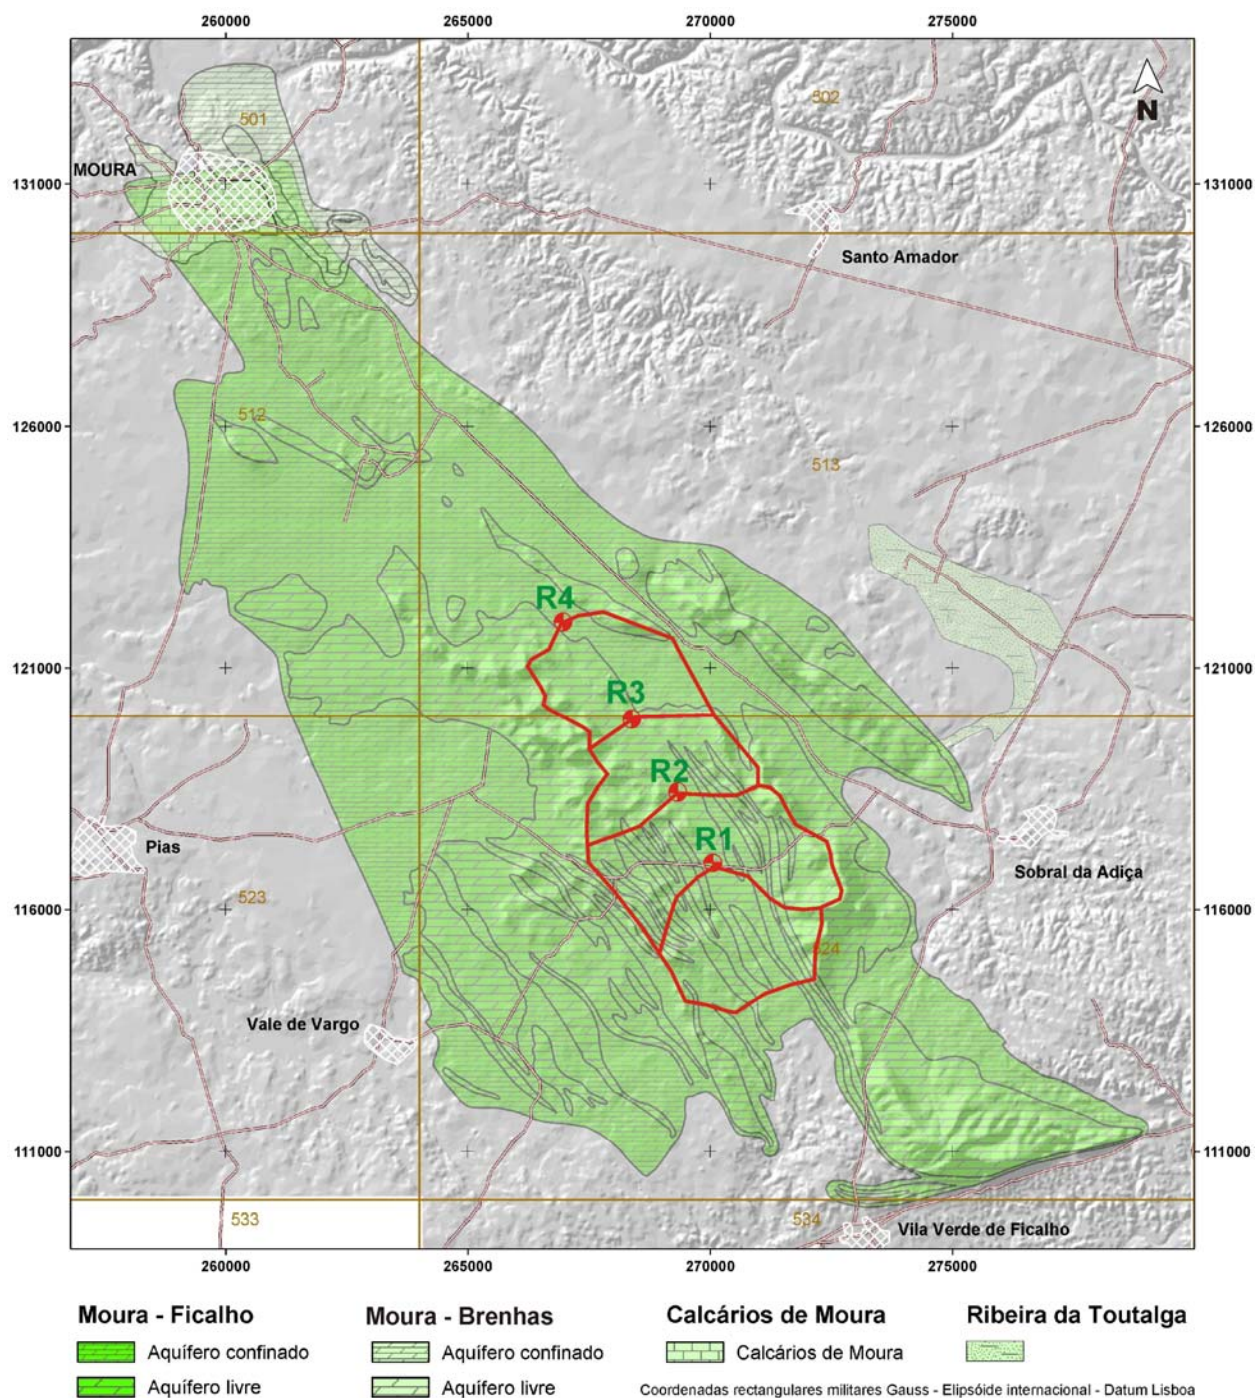 260000 265000 270000 275000
N
501
502
MOURA
131000 131000
Santo Amador
126000 126000
512
513
R4
121000 121000
R3
R2
R1
Pias
Sobral da Adiça
523
116000 116000
524
Vale de Vargo
111000 111000
533
534
Vila Verde de Ficalho
260000 265000 270000 275000
Moura - Ficalho Moura - Brenhas Calcários de Moura Ribeira da Toutalga
Aquífero confinado Aquífero confinado Calcários de Moura
Aquífero livre Aquífero livre Coordenadas rectangulares militares Gauss - Elipsóide internacional - Datum Lisboa